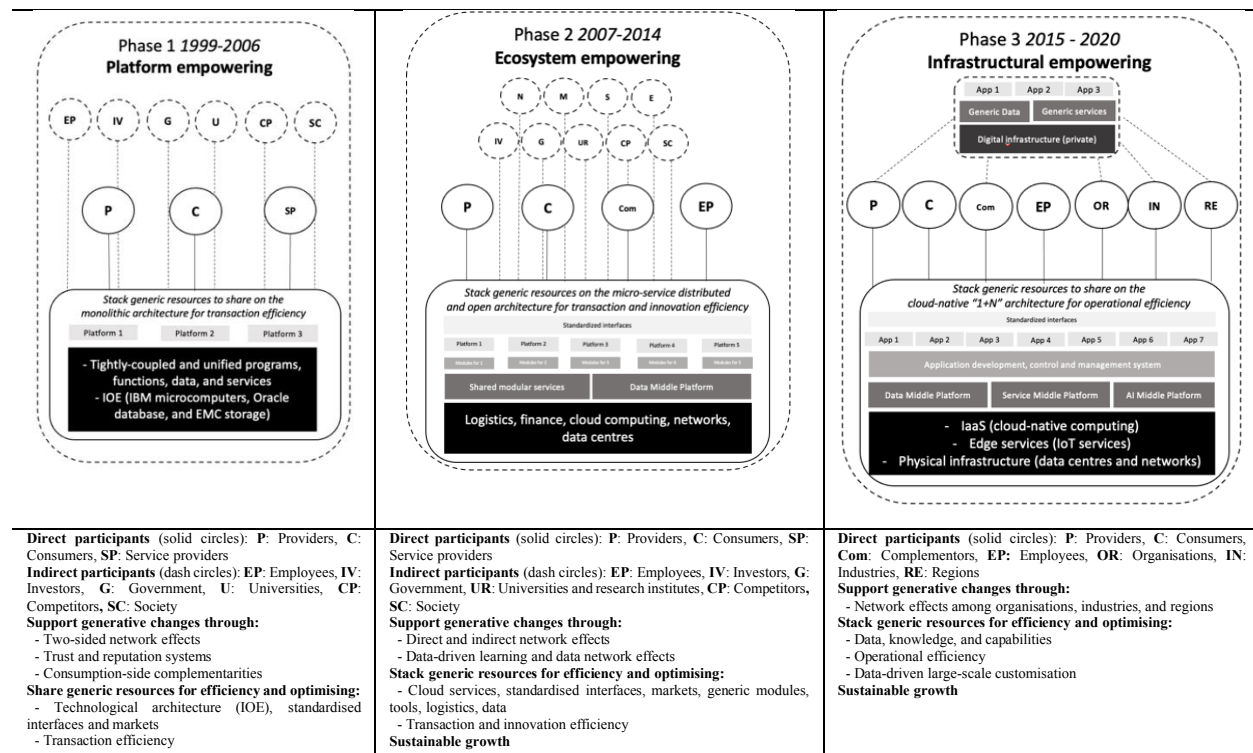 Phase 1 1999-2006
Platform empowering
EP IV G U CP SC
P C SP
Stack generic resources to share on the
monolithic architecture for transaction efficiency
Platform 1 Platform 2 Platform 3
- Tightly-coupled and unified programs,
functions, data, and services
- IOE (IBM microcomputers, Oracle
database, and EMC storage)
Direct participants (solid circles): P: Providers, C:
Consumers, SP: Service providers
Indirect participants (dash circles): EP: Employees, IV:
Investors, G: Government, U: Universities, CP:
Competitors, SC: Society
Support generative changes through:
- Two-sided network effects
- Trust and reputation systems
- Consumption-side complementarities
Share generic resources for efficiency and optimising:
- Technological architecture (IOE), standardised
interfaces and markets
- Transaction efficiency
Phase 2 2007-2014
Ecosystem empowering
N M S E
IV G UR CP SC
P C Com EP
Stack generic resources on the micro-service distributed
and open architecture for transaction and innovation efficiency
Standardized interfaces
Platform 1 Platform 2 Platform 3 Platform 4 Platform 5
Modules for 1 Modules for 2 Modules for 3 Modules for 4 Modules for 5
Shared modular services Data Middle Platform
Logistics, finance, cloud computing, networks,
data centres
Direct participants (solid circles): P: Providers, C: Consumers, SP:
Service providers
Indirect participants (dash circles): EP: Employees, IV: Investors, G:
Government, UR: Universities and research institutes, CP: Competitors,
SC: Society
Support generative changes through:
- Direct and indirect network effects
- Data-driven learning and data network effects
Stack generic resources for efficiency and optimising:
- Cloud services, standardised interfaces, markets, generic modules,
tools, logistics, data
- Transaction and innovation efficiency
Sustainable growth
Phase 3 2015 - 2020
Infrastructural empowering
App 1 App 2 App 3
Generic Data Generic services
Digital infrastructure (private)
P C Com EP OR IN RE
Stack generic resources to share on the
cloud-native "1+N" architecture for operational efficiency
Standardized interfaces
App 1 App 2 App 3 App 4 App 5 App 6 App 7
Application development, control and management system
Data Middle Platform Service Middle Platform AI Middle Platform
- IaaS (cloud-native computing)
- Edge services (IoT services)
- Physical infrastructure (data centres and networks)
Direct participants (solid circles): P: Providers, C: Consumers,
Com: Complementors, EP: Employees, OR: Organisations, IN:
Industries, RE: Regions
Support generative changes through:
- Network effects among organisations, industries, and regions
Stack generic resources for efficiency and optimising:
- Data, knowledge, and capabilities
- Operational efficiency
- Data-driven large-scale customisation
Sustainable growth